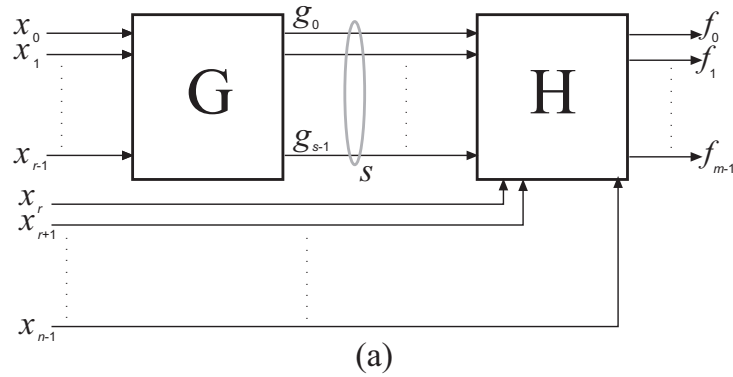 x₀ g₀ f₀
x₁ f₁
G H
xᵣ₋₁ gₛ₋₁ s fₘ₋₁
xᵣ
xᵣ₊₁
xₙ₋₁
(a)